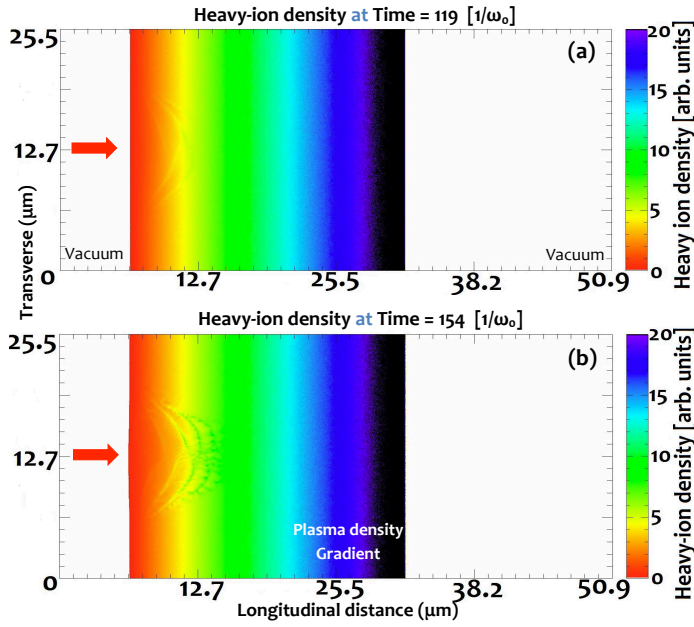 Heavy-ion density at Time = 119 [1/ω₀]
25.5
(a)
20
15
12.7
10
5
Vacuum
Vacuum
0
0
12.7
25.5
38.2
50.9
Transverse (μm)
Heavy ion density [arb. units]
Heavy-ion density at Time = 154 [1/ω₀]
25.5
(b)
20
15
12.7
10
5
Plasma density
Gradient
0
0
12.7
25.5
38.2
50.9
Longitudinal distance (μm)
Heavy-ion density [arb. units]